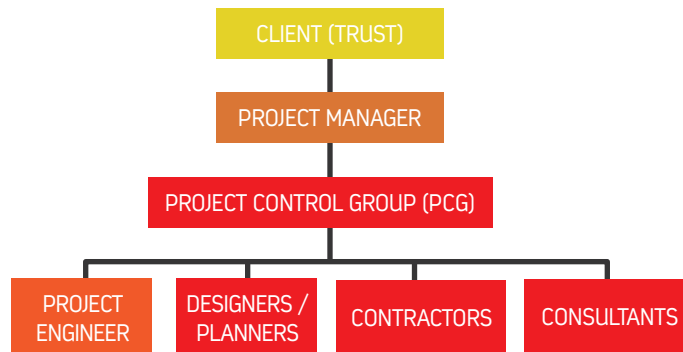 CLIENT (TRUST)
PROJECT MANAGER
PROJECT CONTROL GROUP (PCG)
PROJECT
ENGINEER
DESIGNERS /
PLANNERS
CONTRACTORS
CONSULTANTS